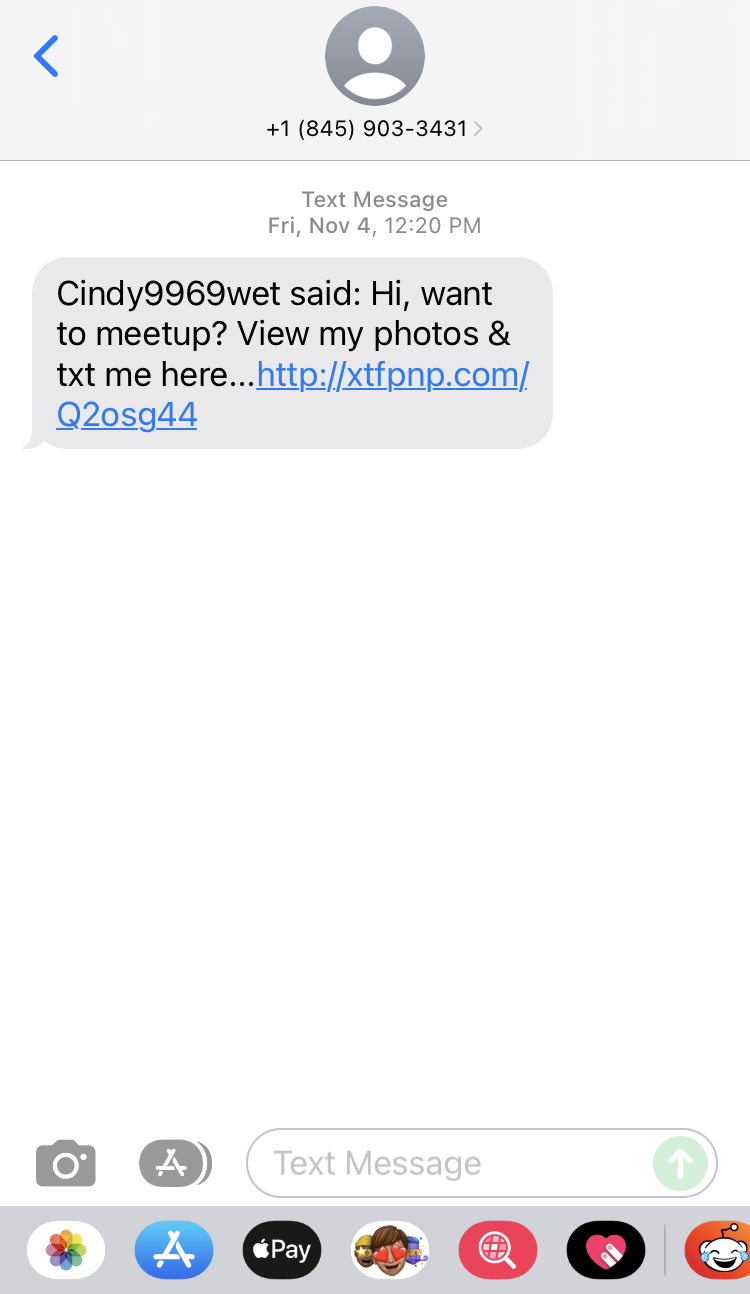 +1 (845) 903-3431
Text Message
Fri, Nov 4, 12:20 PM
Cindy9969wet said: Hi, want
to meetup? View my photos &
txt me here...http://xtfpnp.com/
Q2osg44
Text Message
Pay